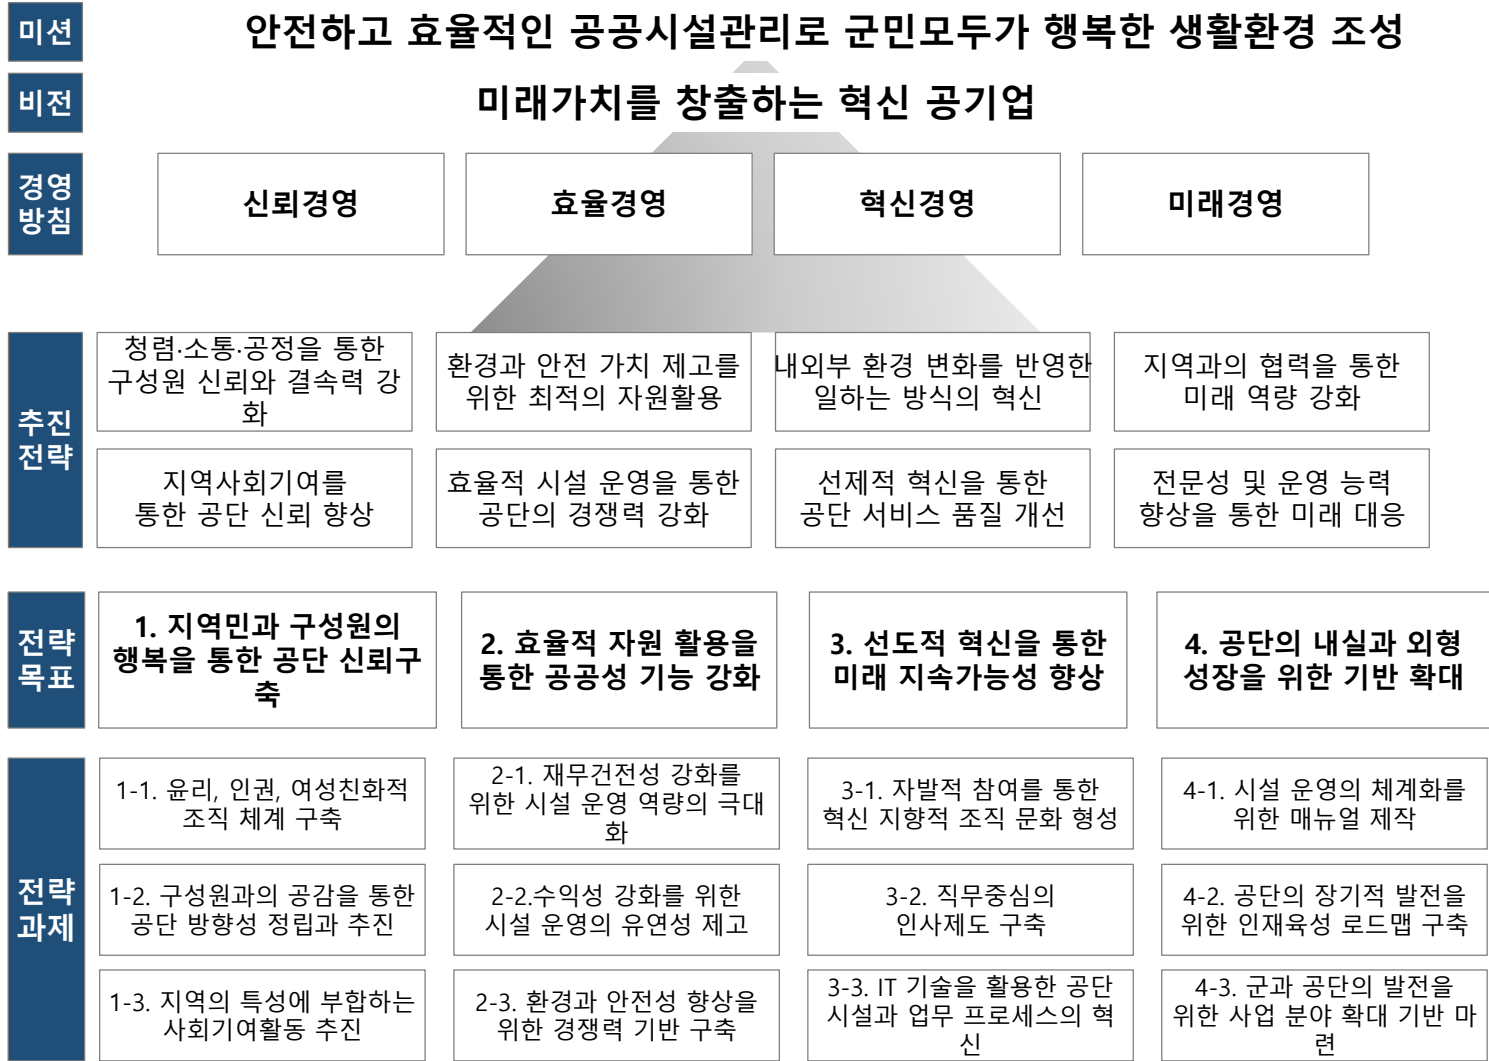 미션
안전하고 효율적인 공공시설관리로 군민모두가 행복한 생활환경 조성
비전
미래가치를 창출하는 혁신 공기업
경영
방침
신뢰경영
효율경영
혁신경영
미래경영
추진
전략
청렴·소통·공정을 통한
구성원 신뢰와 결속력 강
화
환경과 안전 가치 제고를
위한 최적의 자원활용
내외부 환경 변화를 반영한
일하는 방식의 혁신
지역과의 협력을 통한
미래 역량 강화
지역사회기여를
통한 공단 신뢰 향상
효율적 시설 운영을 통한
공단의 경쟁력 강화
선제적 혁신을 통한
공단 서비스 품질 개선
전문성 및 운영 능력
향상을 통한 미래 대응
전략
목표
1. 지역민과 구성원의
행복을 통한 공단 신뢰구
축
2. 효율적 자원 활용을
통한 공공성 기능 강화
3. 선도적 혁신을 통한
미래 지속가능성 향상
4. 공단의 내실과 외형
성장을 위한 기반 확대
전략
과제
1-1. 윤리, 인권, 여성친화적
조직 체계 구축
2-1. 재무건전성 강화를
위한 시설 운영 역량의 극대
화
3-1. 자발적 참여를 통한
혁신 지향적 조직 문화 형성
4-1. 시설 운영의 체계화를
위한 매뉴얼 제작
1-2. 구성원과의 공감을 통한
공단 방향성 정립과 추진
2-2.수익성 강화를 위한
시설 운영의 유연성 제고
3-2. 직무중심의
인사제도 구축
4-2. 공단의 장기적 발전을
위한 인재육성 로드맵 구축
1-3. 지역의 특성에 부합하는
사회기여활동 추진
2-3. 환경과 안전성 향상을
위한 경쟁력 기반 구축
3-3. IT 기술을 활용한 공단
시설과 업무 프로세스의 혁
신
4-3. 군과 공단의 발전을
위한 사업 분야 확대 기반 마
련